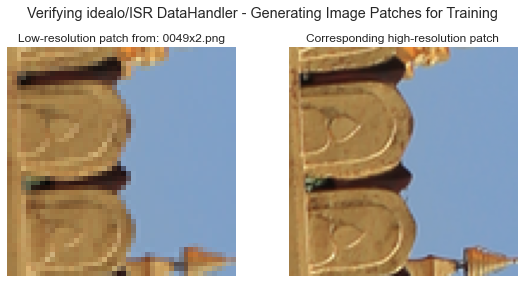 Verifying idealo/ISR DataHandler - Generating Image Patches for Training
Low-resolution patch from: 0049x2.png
Corresponding high-resolution patch